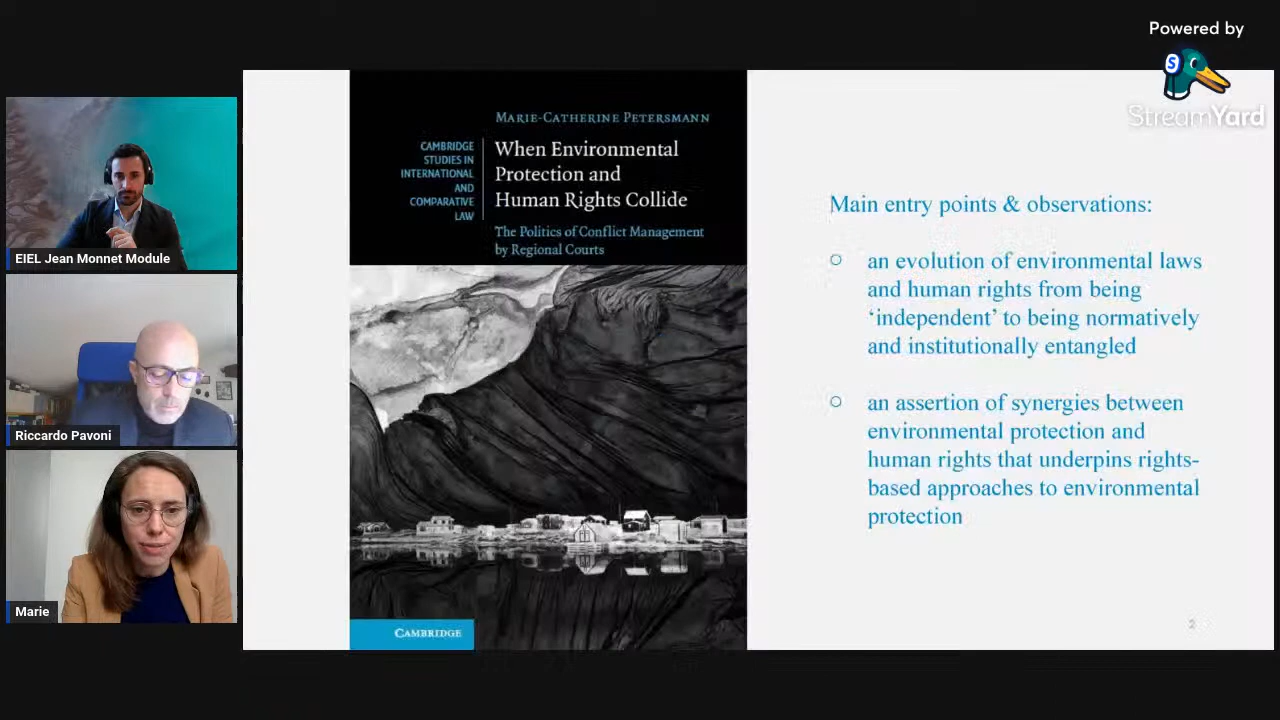 Powered by
S
StreamYard
EIEL Jean Monnet Module
Riccardo Pavoni
Marie
MARIE-CATHERINE PETERSMANN
CAMBRIDGE
STUDIES IN
INTERNATIONAL
AND
COMPARATIVE
LAW
When Environmental
Protection and
Human Rights Collide
The Politics of Conflict Management
by Regional Courts
CAMBRIDGE
Main entry points & observations:
an evolution of environmental laws
and human rights from being
‘independent’ to being normatively
and institutionally entangled
an assertion of synergies between
environmental protection and
human rights that underpins rights-
based approaches to environmental
protection
2